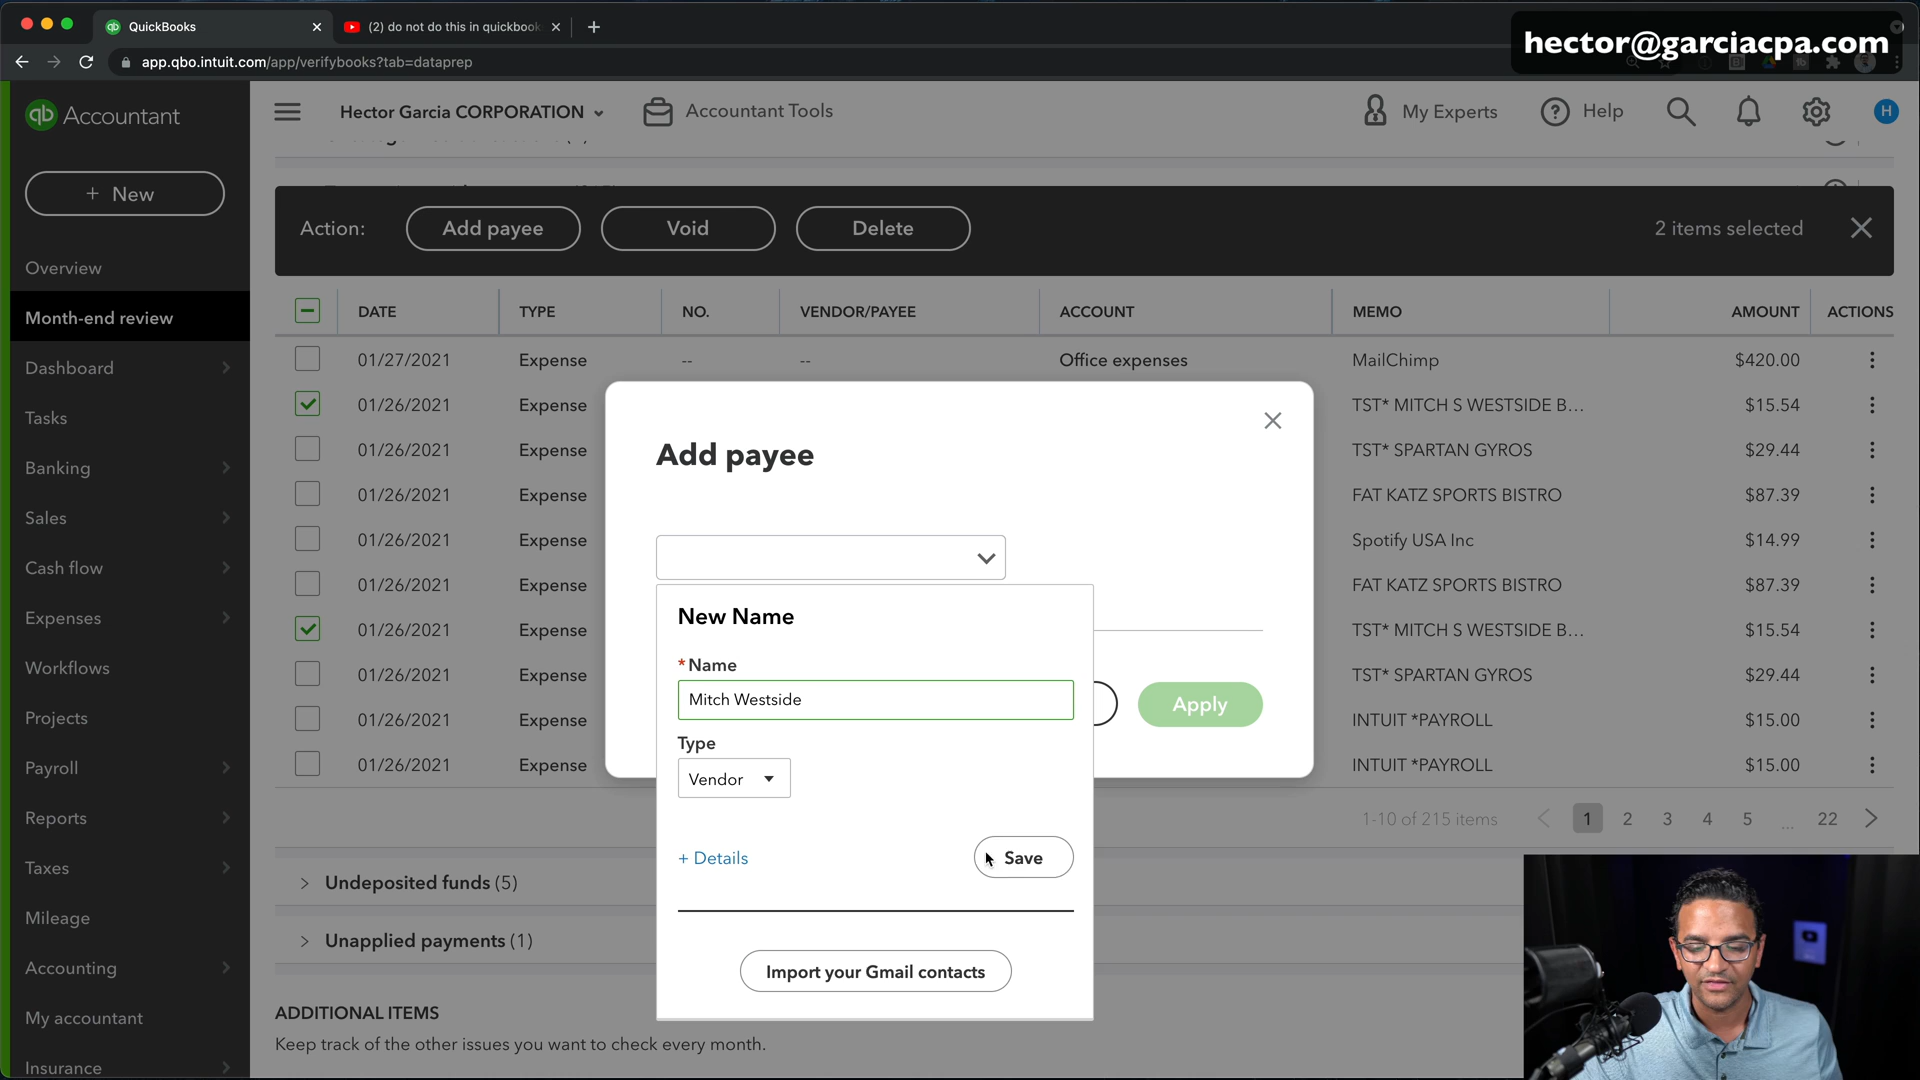 QuickBooks
(2) do not do this in quickbook
hector@garciacpa.com
app.qbo.intuit.com/app/verifybooks?tab=dataprep
qb Accountant
Hector Garcia CORPORATION
Accountant Tools
My Experts
Help
H
+ New
Overview
Month-end review
Dashboard
Tasks
Banking
Sales
Cash flow
Expenses
Workflows
Projects
Payroll
Reports
Taxes
Mileage
Accounting
My accountant
Insurance
Action: Add payee Void Delete 2 items selected
DATE TYPE NO. VENDOR/PAYEE ACCOUNT MEMO AMOUNT ACTIONS
01/27/2021 Expense -- -- Office expenses MailChimp $420.00
01/26/2021 Expense TST* MITCH S WESTSIDE B... $15.54
01/26/2021 Expense TST* SPARTAN GYROS $29.44
01/26/2021 Expense FAT KATZ SPORTS BISTRO $87.39
01/26/2021 Expense Spotify USA Inc $14.99
01/26/2021 Expense FAT KATZ SPORTS BISTRO $87.39
01/26/2021 Expense TST* MITCH S WESTSIDE B... $15.54
01/26/2021 Expense TST* SPARTAN GYROS $29.44
01/26/2021 Expense INTUIT *PAYROLL $15.00
01/26/2021 Expense INTUIT *PAYROLL $15.00
1-10 of 215 items 1 2 3 4 5 ... 22
Add payee
New Name
*Name
Mitch Westside
Type
Vendor
+ Details
Save
Import your Gmail contacts
Apply
Undeposited funds (5)
Unapplied payments (1)
ADDITIONAL ITEMS
Keep track of the other issues you want to check every month.